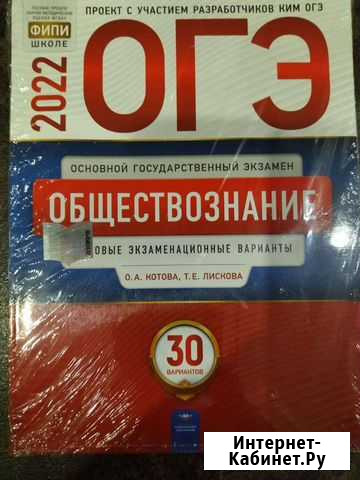 ПРОЕКТ С УЧАСТИЕМ РАЗРАБОТЧИКОВ КИМ ОГЭ
ФИПИ
ШКОЛЕ
2022
ОГЭ
ОСНОВНОЙ ГОСУДАРСТВЕННЫЙ ЭКЗАМЕН
ОБЩЕСТВОЗНАНИЕ
ОВЫЕ ЭКЗАМЕНАЦИОННЫЕ ВАРИАНТЫ
О.А. КОТОВА, Т.Е. ЛИСКОВА
30
ВАРИАНТОВ
Интернет-
Кабинет.Ру